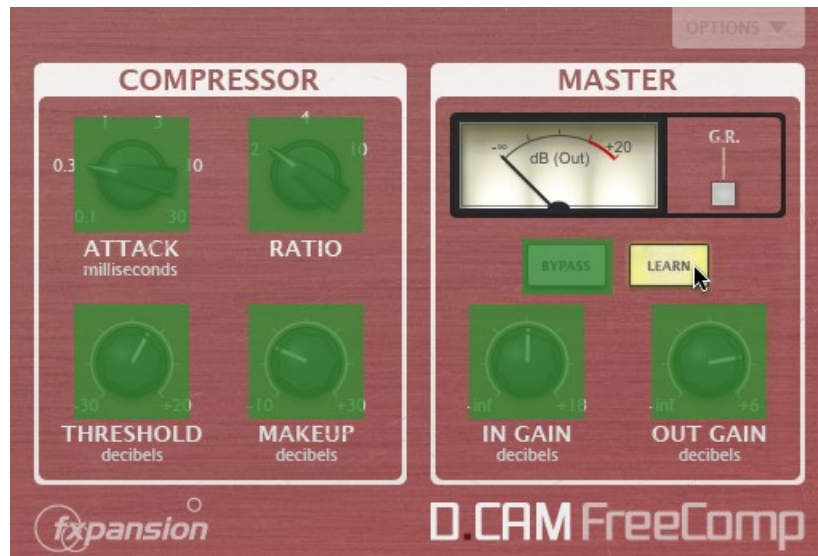 OPTIONS
COMPRESSOR
MASTER
0.1
0.3
1
3
10
30
ATTACK
milliseconds
2
4
10
RATIO
-∞
+20
dB (Out)
G.R.
BYPASS
LEARN
-30
+20
THRESHOLD
decibels
-10
+30
MAKEUP
decibels
-inf
+18
IN GAIN
decibels
-inf
+6
OUT GAIN
decibels
fxpansion
D.CAM FreeComp